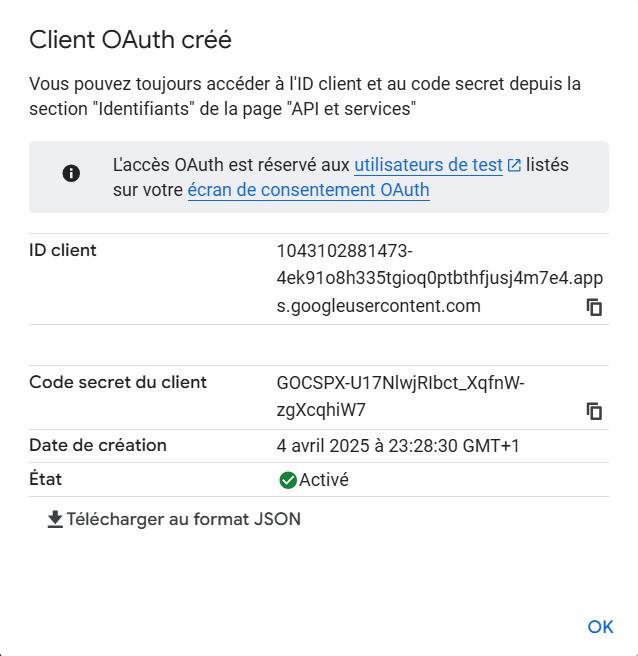 Client OAuth créé
Vous pouvez toujours accéder à l'ID client et au code secret depuis la
section "Identifiants" de la page "API et services"
L'accès OAuth est réservé aux utilisateurs de test listés
sur votre écran de consentement OAuth
ID client
1043102881473-
4ek91o8h335tgioq0ptbthfjusj4m7e4.app
s.googleusercontent.com
Code secret du client
GOCSPX-U17NlwjRIbct_XqfnW-
zgXcqhiW7
Date de création
4 avril 2025 à 23:28:30 GMT+1
État
Activé
Télécharger au format JSON
OK